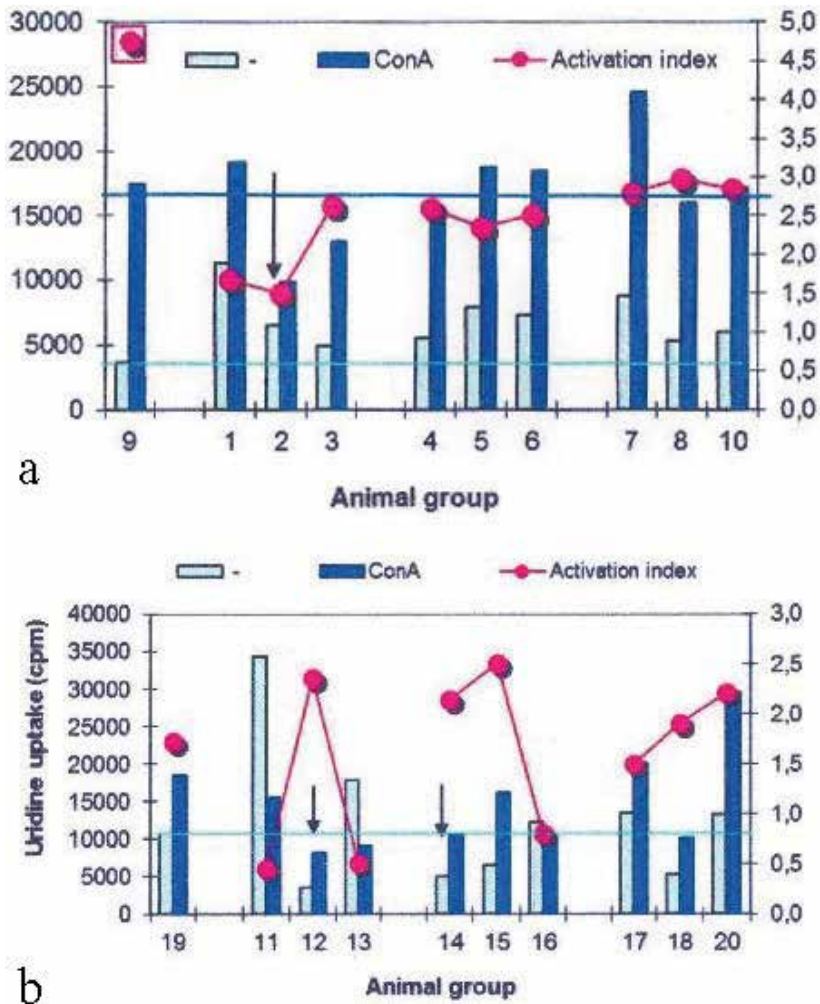 30000 5,0
- ConA Activation index
4,5
25000 4,0
20000 3,5
3,0
15000 2,5
2,0
10000 1,5
5000 1,0
0,5
0 0,0
9 1 2 3 4 5 6 7 8 10
a
Animal group
- ConA Activation index
Uridine uptake (cpm)
40000 3,0
35000
2,5
30000
2,0
25000
20000 1,5
15000
1,0
10000
5000 0,5
0 0,0
19 11 12 13 14 15 16 17 18 20
b
Animal group